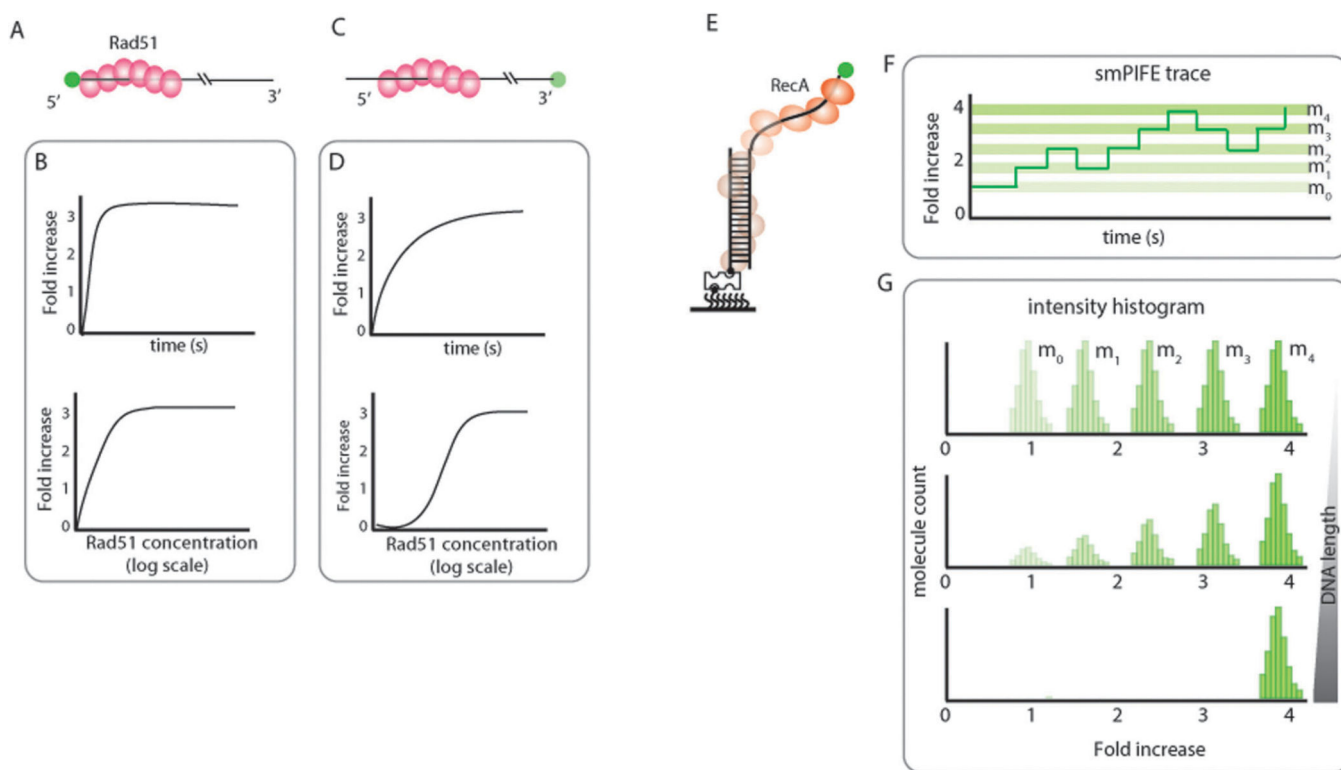 A
Rad51
5′
3′
B
3
2
1
0
Fold increase
time (s)
3
2
1
0
Fold increase
Rad51 concentration
(log scale)
C
5′
3′
D
3
2
1
0
Fold increase
time (s)
3
2
1
0
Fold increase
Rad51 concentration
(log scale)
E
RecA
F
smPIFE trace
4
2
0
Fold increase
m4
m3
m2
m1
m0
time (s)
G
intensity histogram
m0 m1 m2 m3 m4
0 1 2 3 4
molecule count
0 1 2 3 4
DNA length
0 1 2 3 4
Fold increase